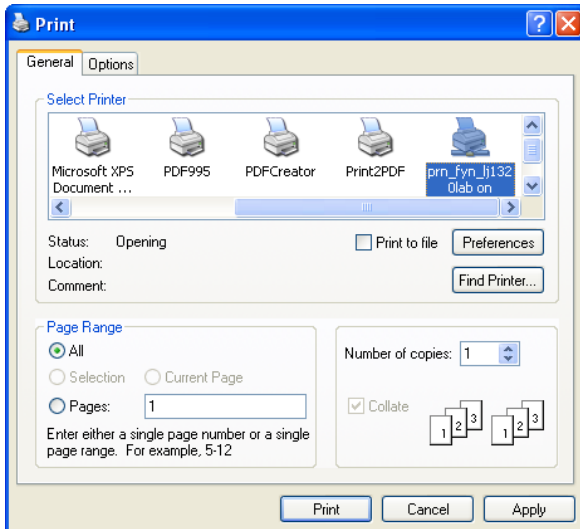 Print
General Options
Select Printer
Microsoft XPS
Document ...
PDF995
PDFCreator
Print2PDF
prn_fyn_lj132
0lab on
Status: Opening
Print to file
Preferences
Location:
Comment:
Find Printer...
Page Range
All
Selection Current Page
Pages: 1
Enter either a single page number or a single
page range. For example, 5-12
Number of copies: 1
Collate
1 2 3 1 2 3
Print Cancel Apply